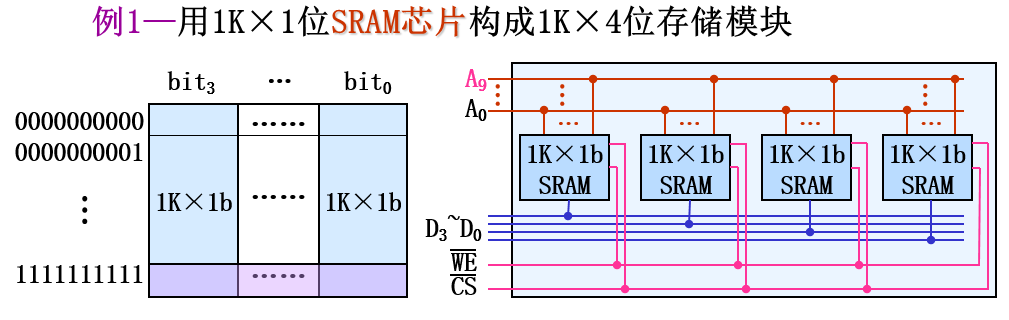 例1—用1K×1位SRAM芯片构成1K×4位存储模块
bit3 ⋯ bit0
0000000000 ……
0000000001
⋮
1K×1b …… 1K×1b
1111111111 ……
A9
A0
⋯ ⋯ ⋯ ⋯
1K×1b SRAM
1K×1b SRAM
1K×1b SRAM
1K×1b SRAM
D3~D0
W̅E̅
C̅S̅